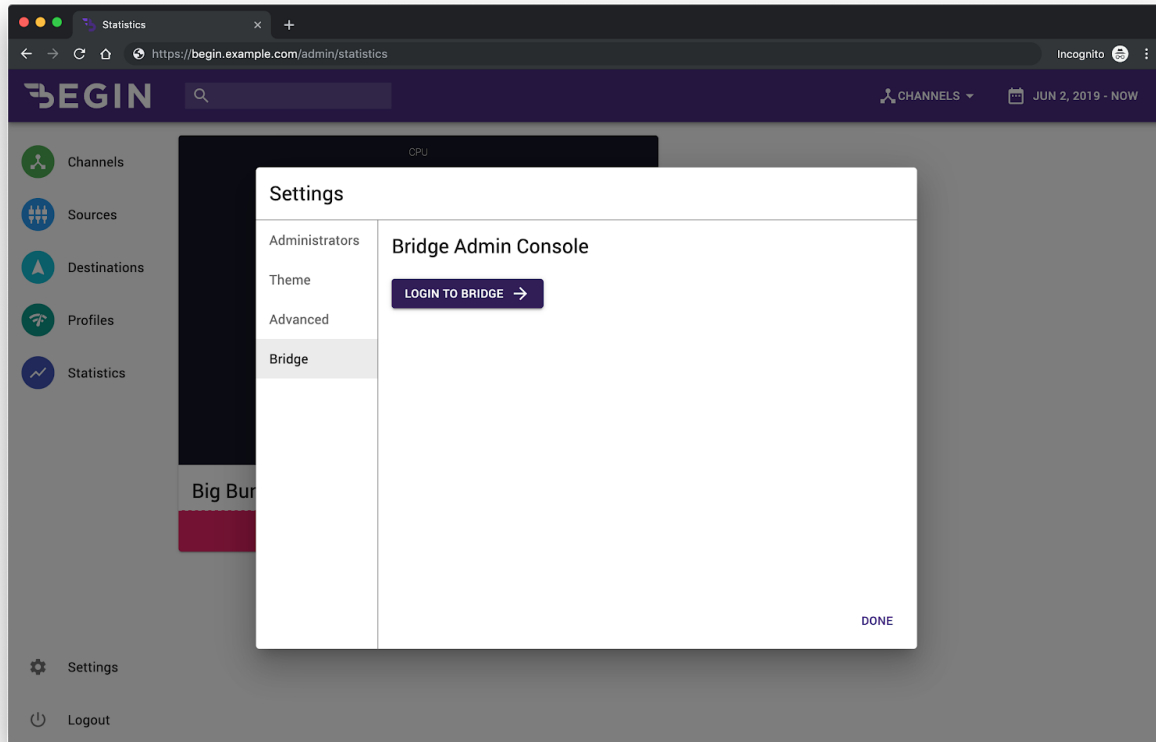 Statistics
https://begin.example.com/admin/statistics
Incognito
BEGIN
CHANNELS
JUN 2, 2019 - NOW
Channels
Sources
Destinations
Profiles
Statistics
Settings
Logout
CPU
Big Bu
Settings
Administrators
Theme
Advanced
Bridge
Bridge Admin Console
LOGIN TO BRIDGE
DONE